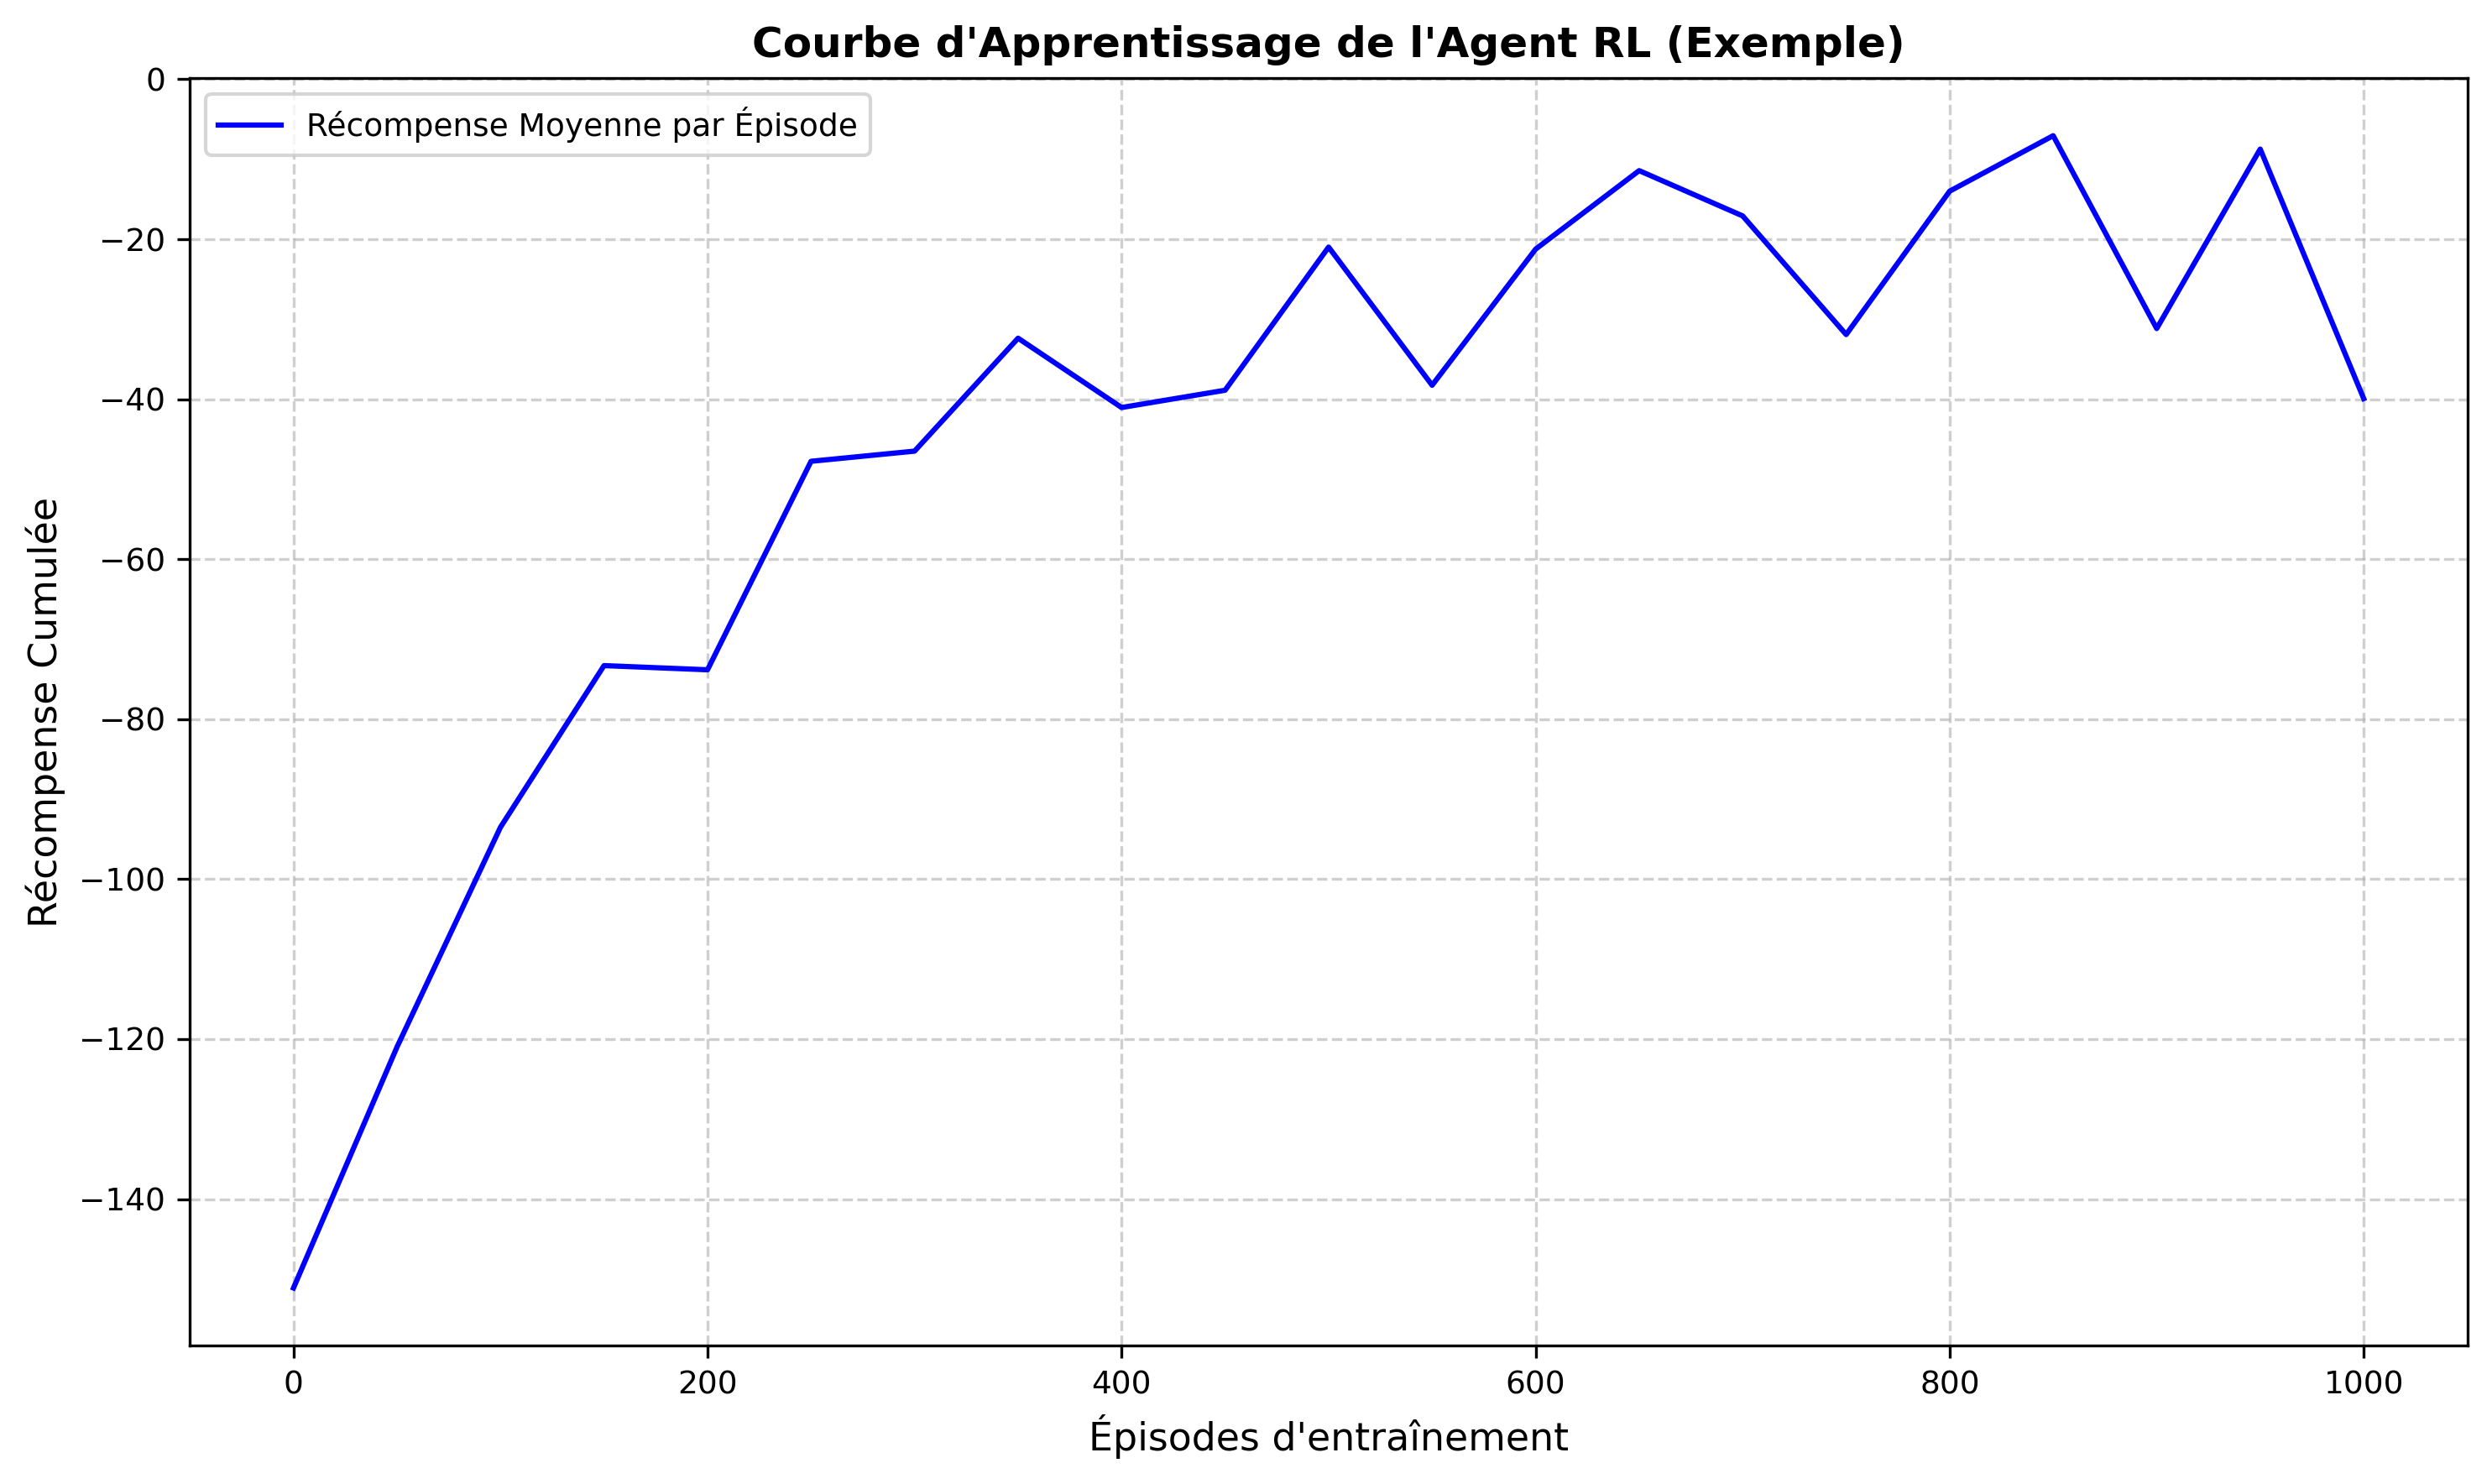 Courbe d'Apprentissage de l'Agent RL (Exemple)
Récompense Moyenne par Épisode
Récompense Cumulée
0
−20
−40
−60
−80
−100
−120
−140
0 200 400 600 800 1000
Épisodes d'entraînement